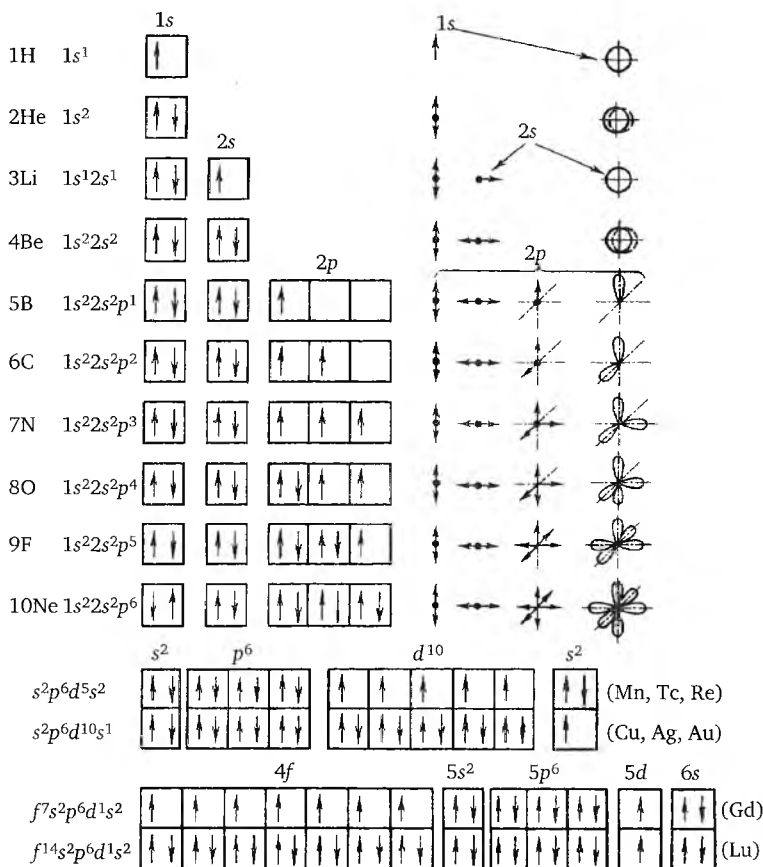 1s 1s
1H 1s¹
2He 1s²
2s 2s
3Li 1s¹2s¹
4Be 1s²2s²
2p 2p
5B 1s²2s²p¹
6C 1s²2s²p²
7N 1s²2s²p³
8O 1s²2s²p⁴
9F 1s²2s²p⁵
10Ne 1s²2s²p⁶
s² p⁶ d¹⁰ s²
s²p⁶d⁵s² (Mn, Tc, Re)
s²p⁶d¹⁰s¹ (Cu, Ag, Au)
4f 5s² 5p⁶ 5d 6s
f⁷s²p⁶d¹s² (Gd)
f¹⁴s²p⁶d¹s² (Lu)